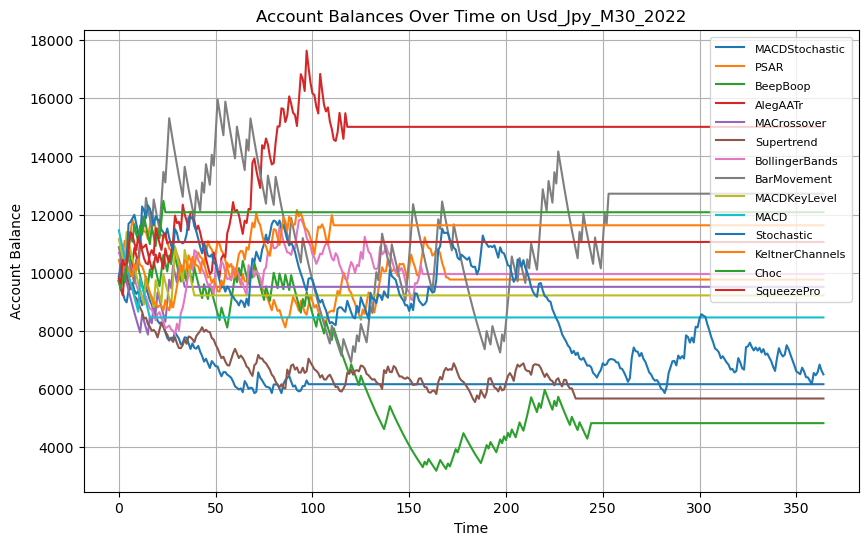 Account Balances Over Time on Usd_Jpy_M30_2022
Account Balance
18000
16000
14000
12000
10000
8000
6000
4000
0
50
100
150
200
250
300
350
Time
MACDStochastic
PSAR
BeepBoop
AlegAATr
MACrossover
Supertrend
BollingerBands
BarMovement
MACDKeyLevel
MACD
Stochastic
KeltnerChannels
Choc
SqueezePro